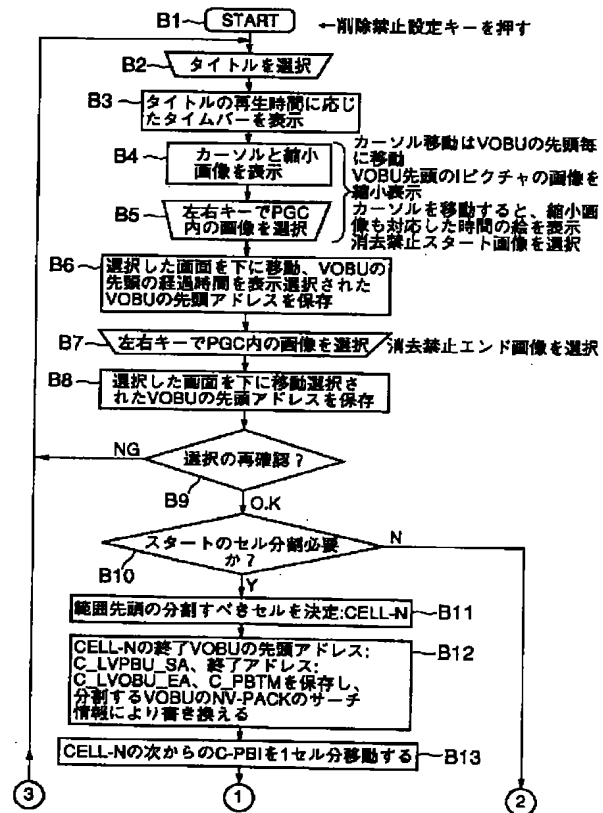 B1
START
←削除禁止設定キーを押す
B2
タイトルを選択
B3
タイトルの再生時間に応じ
たタイムバーを表示
B4
カーソルと縮小
画像を表示
カーソル移動はVOBUの先頭毎
に移動
VOBU先頭のIピクチャの画像を
縮小表示
カーソルを移動すると、縮小画
像も対応した時間の絵を表示
消去禁止スタート画像を選択
B5
左右キーでPGC
内の画像を選択
B6
選択した画面を下に移動、VOBUの
先頭の経過時間を表示選択された
VOBUの先頭アドレスを保存
B7
左右キーでPGC内の画像を選択
消去禁止エンド画像を選択
B8
選択した画面を下に移動選択さ
れたVOBUの先頭アドレスを保存
NG
選択の再確認？
B9
O.K
スタートのセル分割必要
か？
N
B10
Y
範囲先頭の分割すべきセルを決定:CELL-N
B11
CELL-Nの終了VOBUの先頭アドレス:
C_LVPBU_SA、終了アドレス:
C_LVOBU_EA、C_PBTMを保存し、
分割するVOBUのNV-PACKのサーチ
情報により書き換える
B12
CELL-Nの次からのC-PBIを1セル分移動する
B13
3
1
2